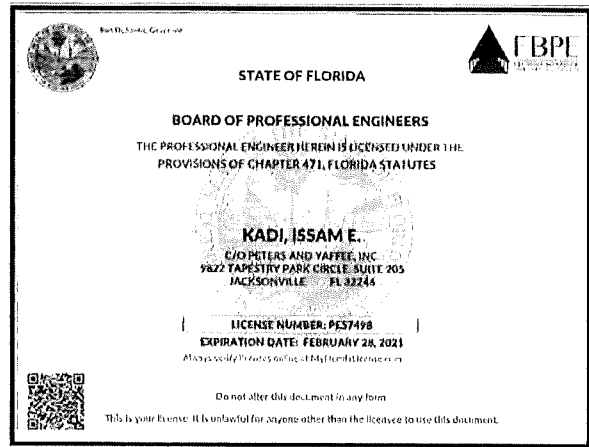 Ron DeSantis, Governor
FBPE
STATE OF FLORIDA
BOARD OF PROFESSIONAL ENGINEERS
THE PROFESSIONAL ENGINEER HEREIN IS LICENSED UNDER THE
PROVISIONS OF CHAPTER 471, FLORIDA STATUTES
KADI, ISSAM E.
C/O PETERS AND YAFFEE, INC
9822 TAPESTRY PARK CIRCLE, SUITE 205
JACKSONVILLE FL 32246
LICENSE NUMBER: PE57498
EXPIRATION DATE: FEBRUARY 28, 2021
Always verify licenses online at MyFloridaLicense.com
Do not alter this document in any form
This is your license. It is unlawful for anyone other than the licensee to use this document.